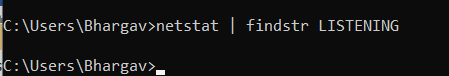 C:\Users\Bhargav>netstat | findstr LISTENING
C:\Users\Bhargav>